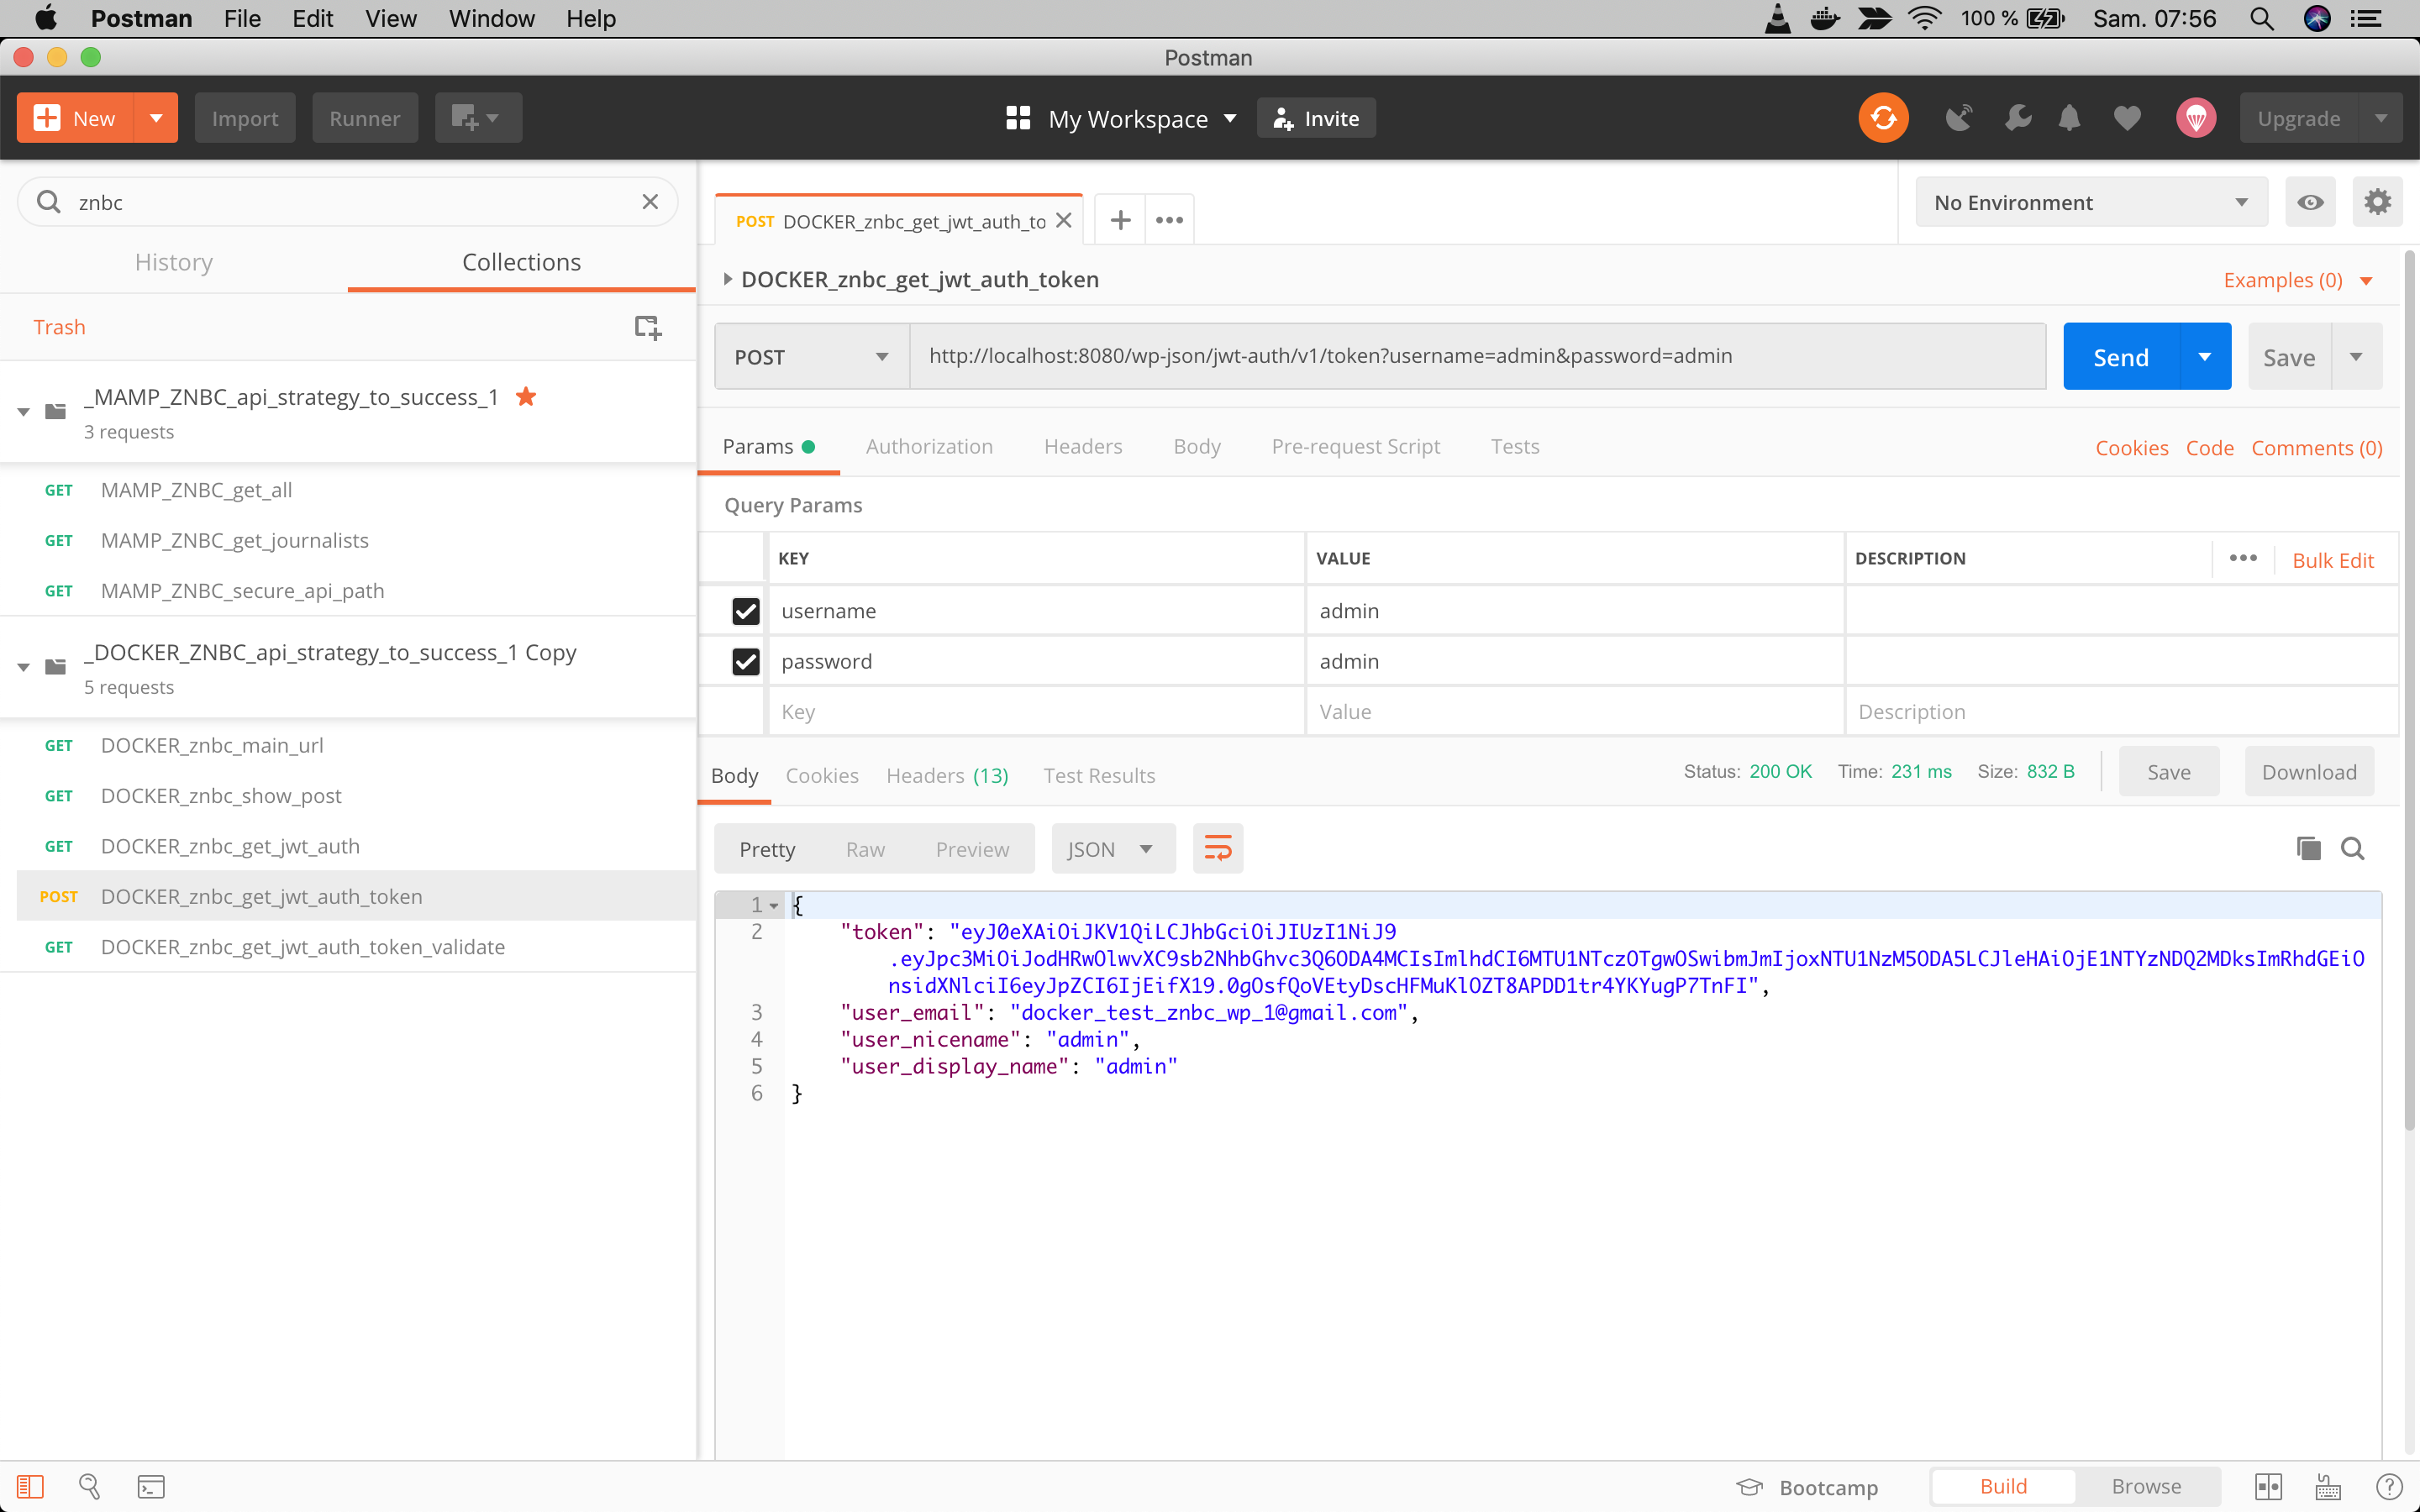 Postman File Edit View Window Help
100 % Sam. 07:56
Postman
New Import Runner
My Workspace Invite
Upgrade
znbc
History Collections
Trash
_MAMP_ZNBC_api_strategy_to_success_1
3 requests
GET MAMP_ZNBC_get_all
GET MAMP_ZNBC_get_journalists
GET MAMP_ZNBC_secure_api_path
_DOCKER_ZNBC_api_strategy_to_success_1 Copy
5 requests
GET DOCKER_znbc_main_url
GET DOCKER_znbc_show_post
GET DOCKER_znbc_get_jwt_auth
POST DOCKER_znbc_get_jwt_auth_token
GET DOCKER_znbc_get_jwt_auth_token_validate
POST DOCKER_znbc_get_jwt_auth_to
No Environment
DOCKER_znbc_get_jwt_auth_token
Examples (0)
POST http://localhost:8080/wp-json/jwt-auth/v1/token?username=admin&password=admin
Send Save
Params Authorization Headers Body Pre-request Script Tests
Cookies Code Comments (0)
Query Params
KEY VALUE DESCRIPTION Bulk Edit
username admin
password admin
Key Value Description
Body Cookies Headers (13) Test Results
Status: 200 OK Time: 231 ms Size: 832 B Save Download
Pretty Raw Preview JSON
1 {
2 "token": "eyJ0eXAiOiJKV1QiLCJhbGciOiJIUzI1NiJ9
.eyJpc3MiOiJodHRwOlwvXC9sb2NhbGhvc3Q6ODA4MCIsImlhdCI6MTU1NTczOTgwOSwibmJmIjoxNTU1NzM5ODA5LCJleHAiOjE1NTYzNDQ2MDksImRhdGEiO
nsidXNlciI6eyJpZCI6IjEifX19.0gOsfQoVEtyDscHFMuKlOZT8APDD1tr4YKYugP7TnFI",
3 "user_email": "docker_test_znbc_wp_1@gmail.com",
4 "user_nicename": "admin",
5 "user_display_name": "admin"
6 }
Bootcamp Build Browse